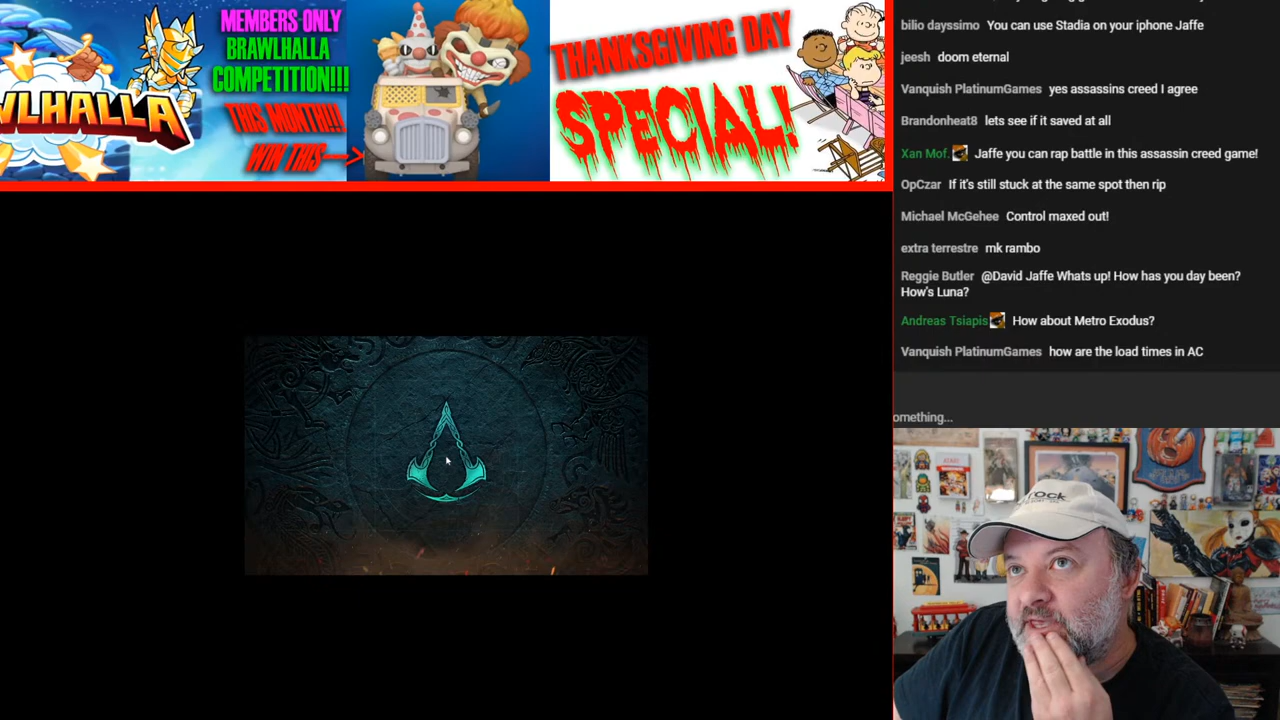 WLHALLA
MEMBERS ONLY
BRAWLHALLA
COMPETITION!!!
THIS MONTH!!!
WIN THIS
THANKSGIVING DAY
SPECIAL!
bilio dayssimo You can use Stadia on your iphone Jaffe
jeesh doom eternal
Vanquish PlatinumGames yes assassins creed I agree
Brandonheat8 lets see if it saved at all
Xan Mof. Jaffe you can rap battle in this assassin creed game!
OpCzar If it's still stuck at the same spot then rip
Michael McGehee Control maxed out!
extra terrestre mk rambo
Reggie Butler @David Jaffe Whats up! How has you day been?
How's Luna?
Andreas Tsiapis How about Metro Exodus?
Vanquish PlatinumGames how are the load times in AC
omething...